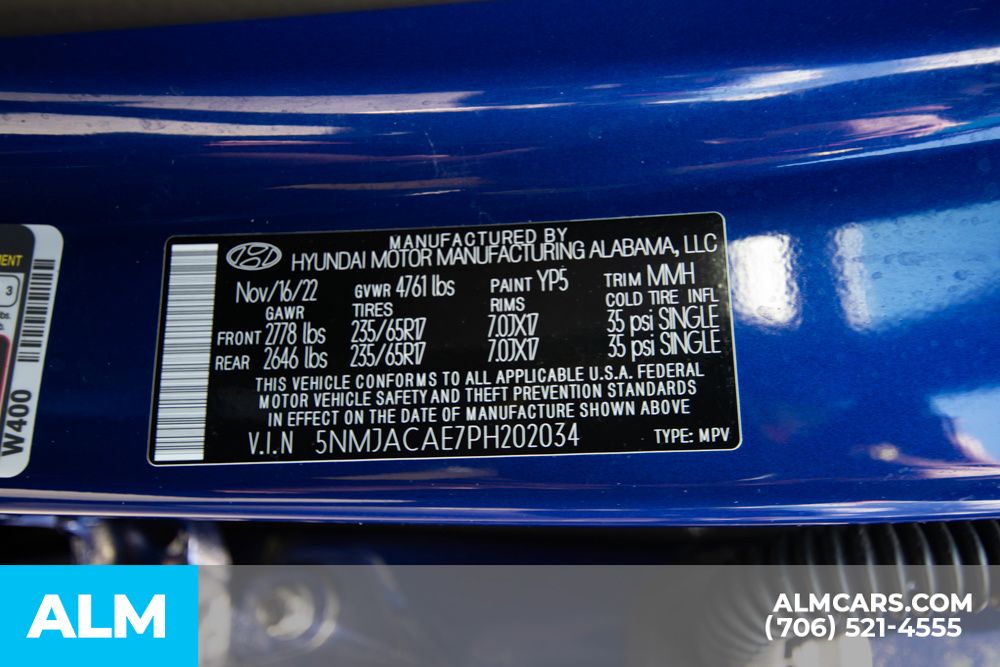 MENT
3
lbs.
W400
MANUFACTURED BY
HYUNDAI MOTOR MANUFACTURING ALABAMA, LLC
Nov/16/22 GVWR 4761 lbs PAINT YP5 TRIM MMH
GAWR TIRES RIMS COLD TIRE INFL
FRONT 2778 lbs 235/65R17 7.0JX17 35 psi SINGLE
REAR 2646 lbs 235/65R17 7.0JX17 35 psi SINGLE
THIS VEHICLE CONFORMS TO ALL APPLICABLE U.S.A. FEDERAL
MOTOR VEHICLE SAFETY AND THEFT PREVENTION STANDARDS
IN EFFECT ON THE DATE OF MANUFACTURE SHOWN ABOVE
V.I.N 5NMJACAE7PH202034 TYPE: MPV
ALM
ALMCARS.COM
(706) 521-4555